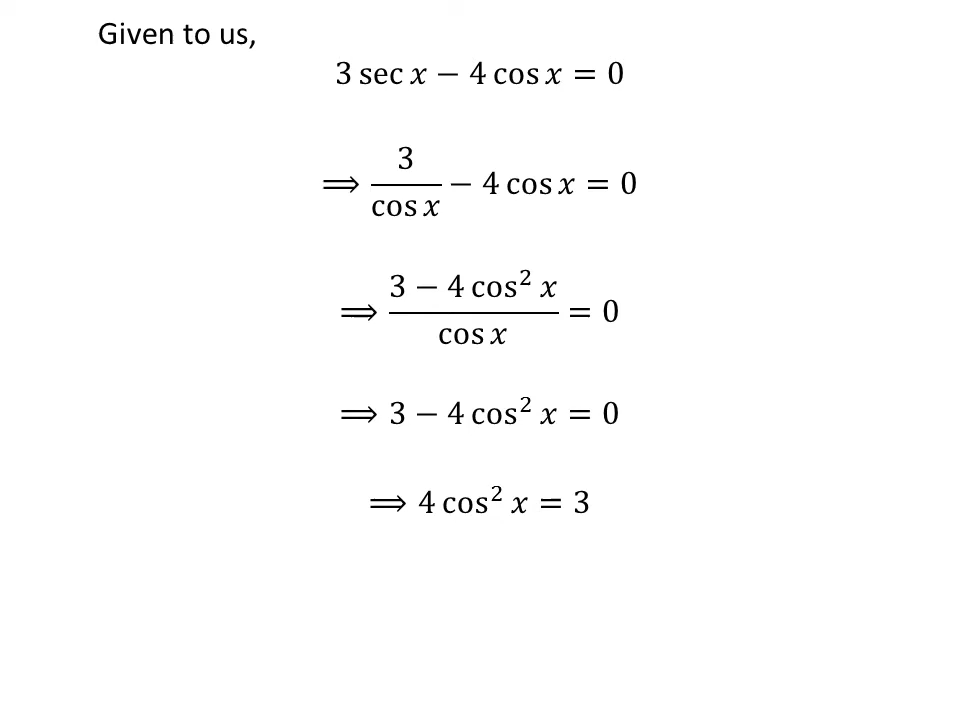 Given to us,
3 sec 𝑥 − 4 cos 𝑥 = 0
⟹ 3/cos 𝑥 − 4 cos 𝑥 = 0
⟹ (3 − 4 cos² 𝑥)/cos 𝑥 = 0
⟹ 3 − 4 cos² 𝑥 = 0
⟹ 4 cos² 𝑥 = 3